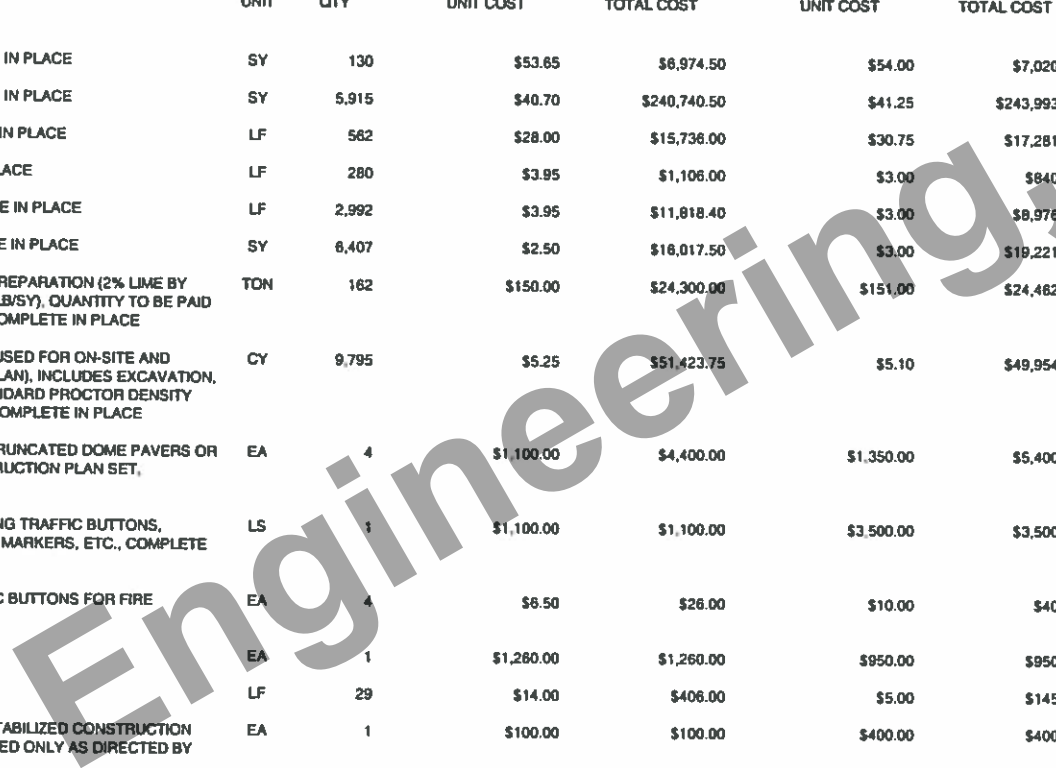 UNIT QTY UNIT COST TOTAL COST UNIT COST TOTAL COST
IN PLACE SY 130 $53.65 $6,974.50 $54.00 $7,020
IN PLACE SY 5,915 $40.70 $240,740.50 $41.25 $243,993
IN PLACE LF 562 $28.00 $15,736.00 $30.75 $17,281
LACE LF 280 $3.95 $1,106.00 $3.00 $840
E IN PLACE LF 2,992 $3.95 $11,818.40 $3.00 $8,976
E IN PLACE SY 6,407 $2.50 $16,017.50 $3.00 $19,221
REPARATION (2% LIME BY TON 162 $150.00 $24,300.00 $151.00 $24,462
LB/SY), QUANTITY TO BE PAID
OMPLETE IN PLACE
USED FOR ON-SITE AND CY 9,795 $5.25 $51,423.75 $5.10 $49,954
LAN), INCLUDES EXCAVATION,
NDARD PROCTOR DENSITY
OMPLETE IN PLACE
RUNCATED DOME PAVERS OR EA 4 $1,100.00 $4,400.00 $1,350.00 $5,400
RUCTION PLAN SET.
NG TRAFFIC BUTTONS, LS 1 $1,100.00 $1,100.00 $3,500.00 $3,500
MARKERS, ETC., COMPLETE
C BUTTONS FOR FIRE EA 4 $6.50 $26.00 $10.00 $40
EA 1 $1,260.00 $1,260.00 $950.00 $950
LF 29 $14.00 $406.00 $5.00 $145
TABILIZED CONSTRUCTION EA 1 $100.00 $100.00 $400.00 $400
ED ONLY AS DIRECTED BY
Engineering,